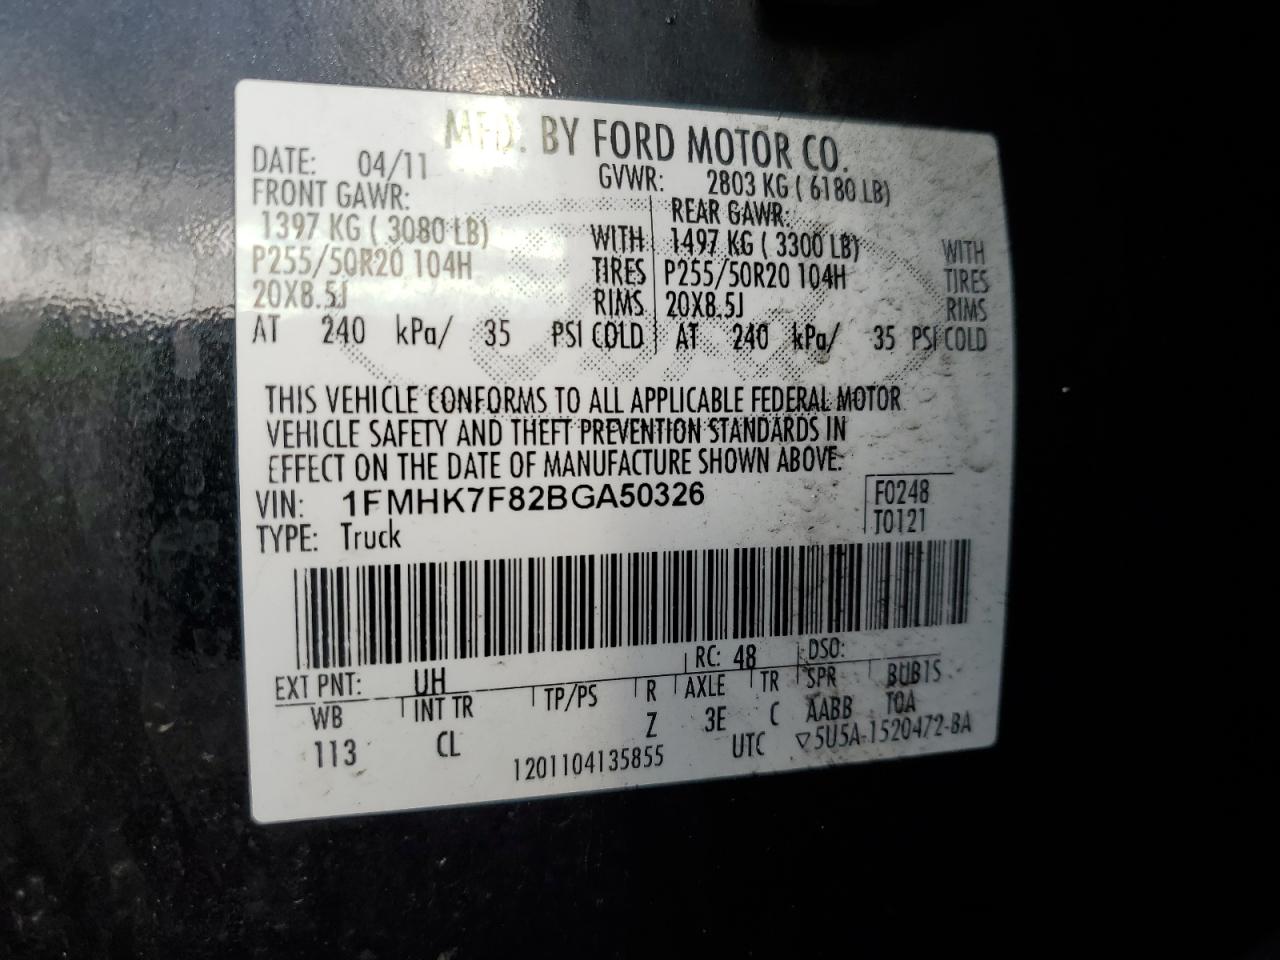 MFD. BY FORD MOTOR CO.
DATE: 04/11 GVWR: 2803 KG ( 6180 LB)
FRONT GAWR: REAR GAWR:
1397 KG ( 3080 LB) WITH 1497 KG ( 3300 LB) WITH
P255/50R20 104H TIRES P255/50R20 104H TIRES
20X8.5J RIMS 20X8.5J RIMS
AT 240 kPa/ 35 PSI COLD AT 240 kPa/ 35 PSI COLD
THIS VEHICLE CONFORMS TO ALL APPLICABLE FEDERAL MOTOR
VEHICLE SAFETY AND THEFT PREVENTION STANDARDS IN
EFFECT ON THE DATE OF MANUFACTURE SHOWN ABOVE.
VIN: 1FMHK7F82BGA50326 F0248
TYPE: Truck T0121
EXT PNT: UH RC: 48 DSO:
WB INT TR TP/PS R AXLE TR SPR BUB15
113 CL Z 3E C AABB TOA
1201104135855 UTC ▽5U5A-1520472-BA